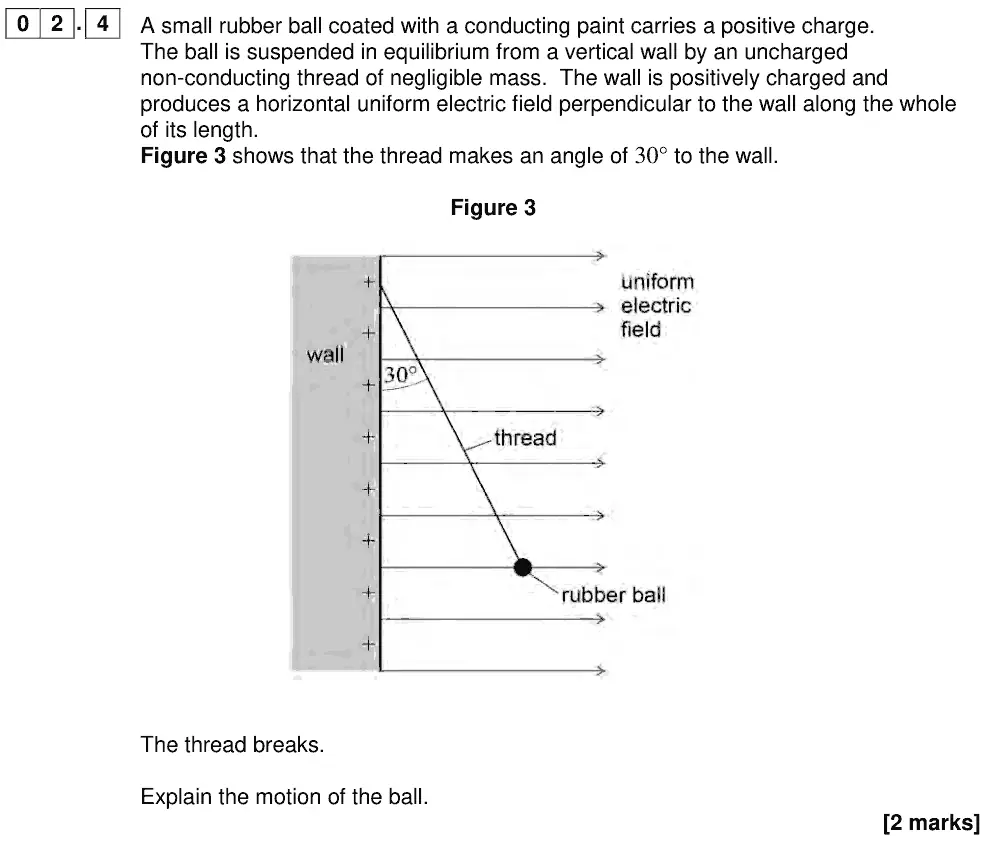 0 2 . 4 A small rubber ball coated with a conducting paint carries a positive charge.
The ball is suspended in equilibrium from a vertical wall by an uncharged
non-conducting thread of negligible mass. The wall is positively charged and
produces a horizontal uniform electric field perpendicular to the wall along the whole
of its length.
Figure 3 shows that the thread makes an angle of 30° to the wall.
Figure 3
+
uniform
electric
field
+
wall
30°
+
+
thread
+
+
rubber ball
+
+
The thread breaks.
Explain the motion of the ball.
[2 marks]